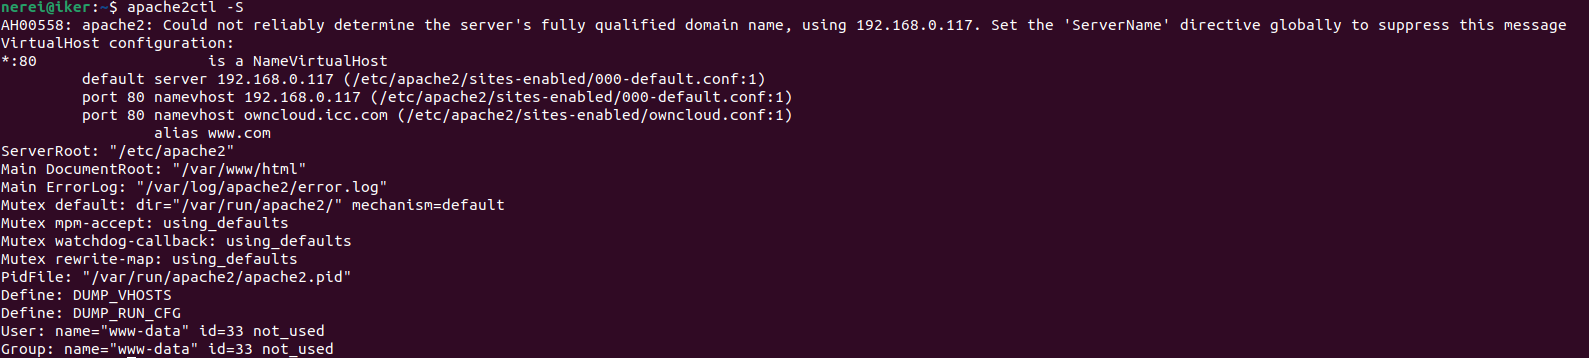 nerei@iker:~$ apache2ctl -S
AH00558: apache2: Could not reliably determine the server's fully qualified domain name, using 192.168.0.117. Set the 'ServerName' directive globally to suppress this message
VirtualHost configuration:
*:80                   is a NameVirtualHost
         default server 192.168.0.117 (/etc/apache2/sites-enabled/000-default.conf:1)
         port 80 namevhost 192.168.0.117 (/etc/apache2/sites-enabled/000-default.conf:1)
         port 80 namevhost owncloud.icc.com (/etc/apache2/sites-enabled/owncloud.conf:1)
                 alias www.com
ServerRoot: "/etc/apache2"
Main DocumentRoot: "/var/www/html"
Main ErrorLog: "/var/log/apache2/error.log"
Mutex default: dir="/var/run/apache2/" mechanism=default
Mutex mpm-accept: using_defaults
Mutex watchdog-callback: using_defaults
Mutex rewrite-map: using_defaults
PidFile: "/var/run/apache2/apache2.pid"
Define: DUMP_VHOSTS
Define: DUMP_RUN_CFG
User: name="www-data" id=33 not_used
Group: name="www-data" id=33 not_used